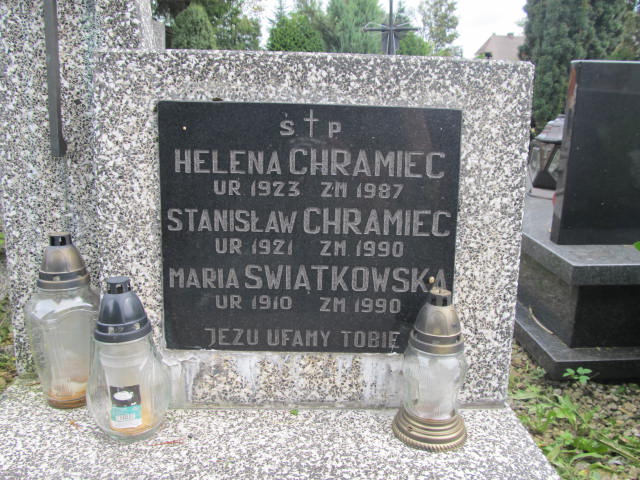 Ś † P
HELENA CHRAMIEC
UR 1923 ZM 1987
STANISŁAW CHRAMIEC
UR 1921 ZM 1990
MARIA ŚWIĄTKOWSKA
UR 1910 ZM 1990
JEZU UFAMY TOBIE